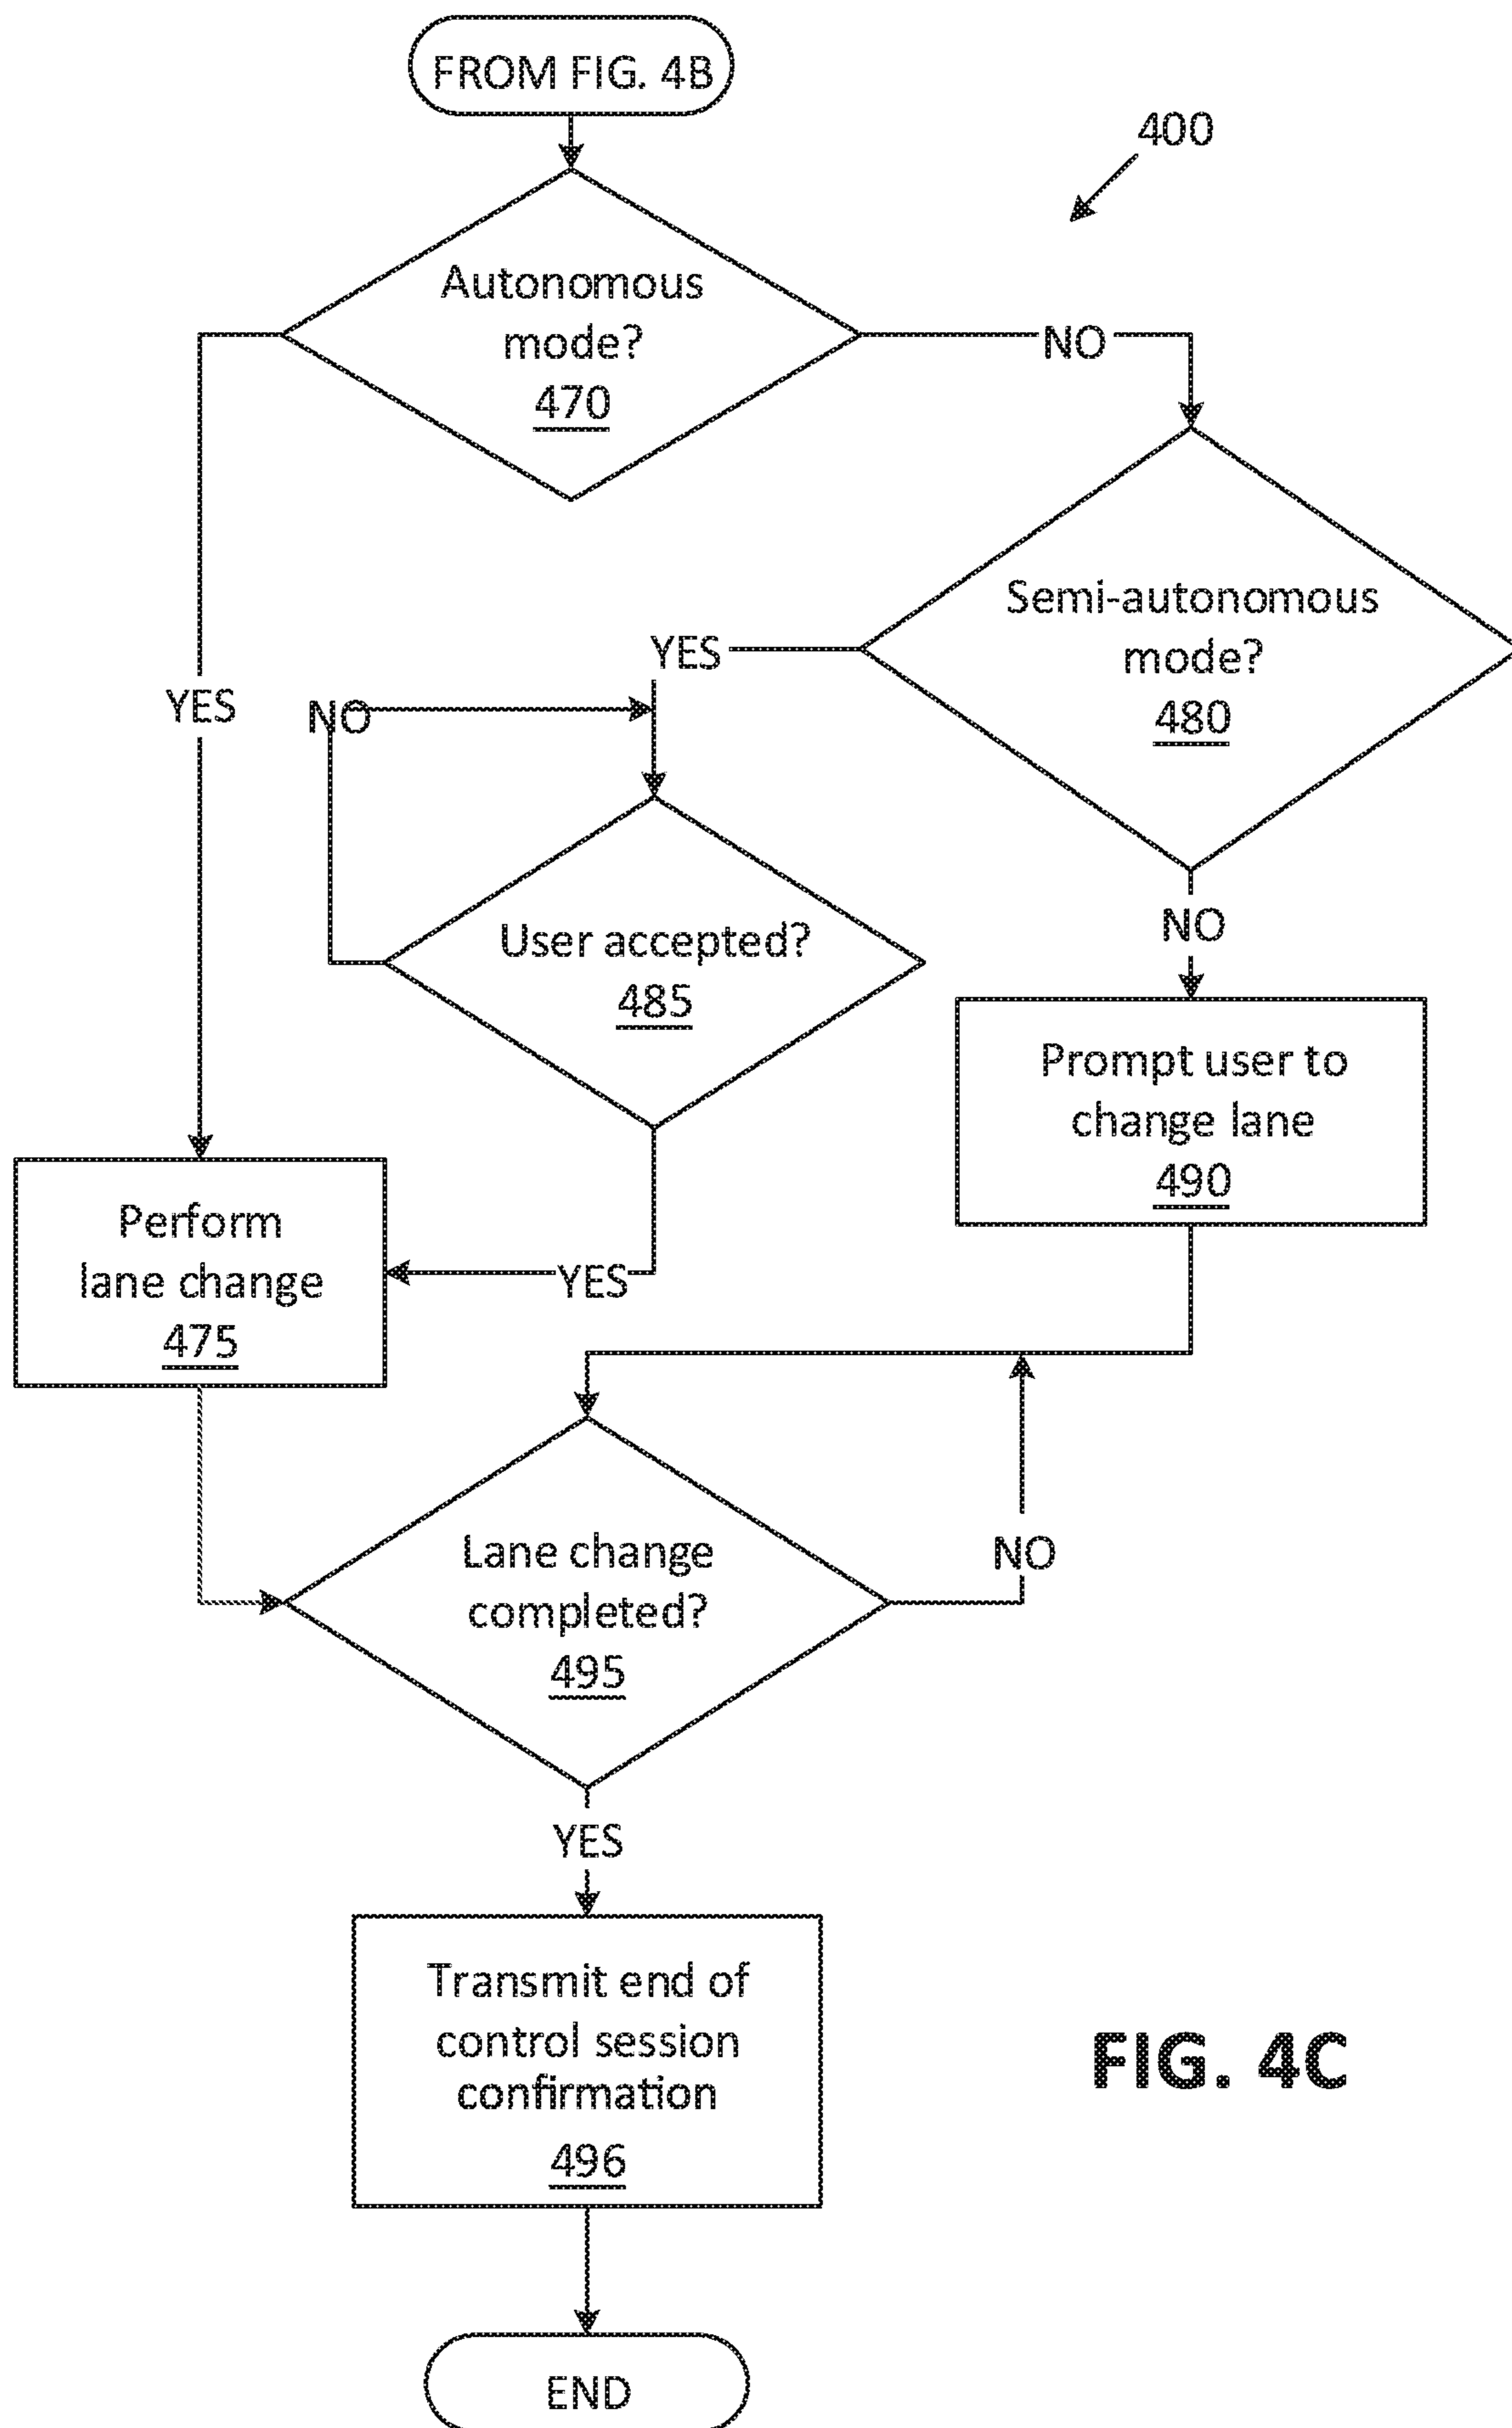 FROM FIG. 4B
400
Autonomous
mode?
470
NO
Semi-autonomous
mode?
480
YES
YES
NO
NO
User accepted?
485
Prompt user to
change lane
490
Perform
lane change
475
YES
Lane change
completed?
495
NO
YES
Transmit end of
control session
confirmation
496
FIG. 4C
END